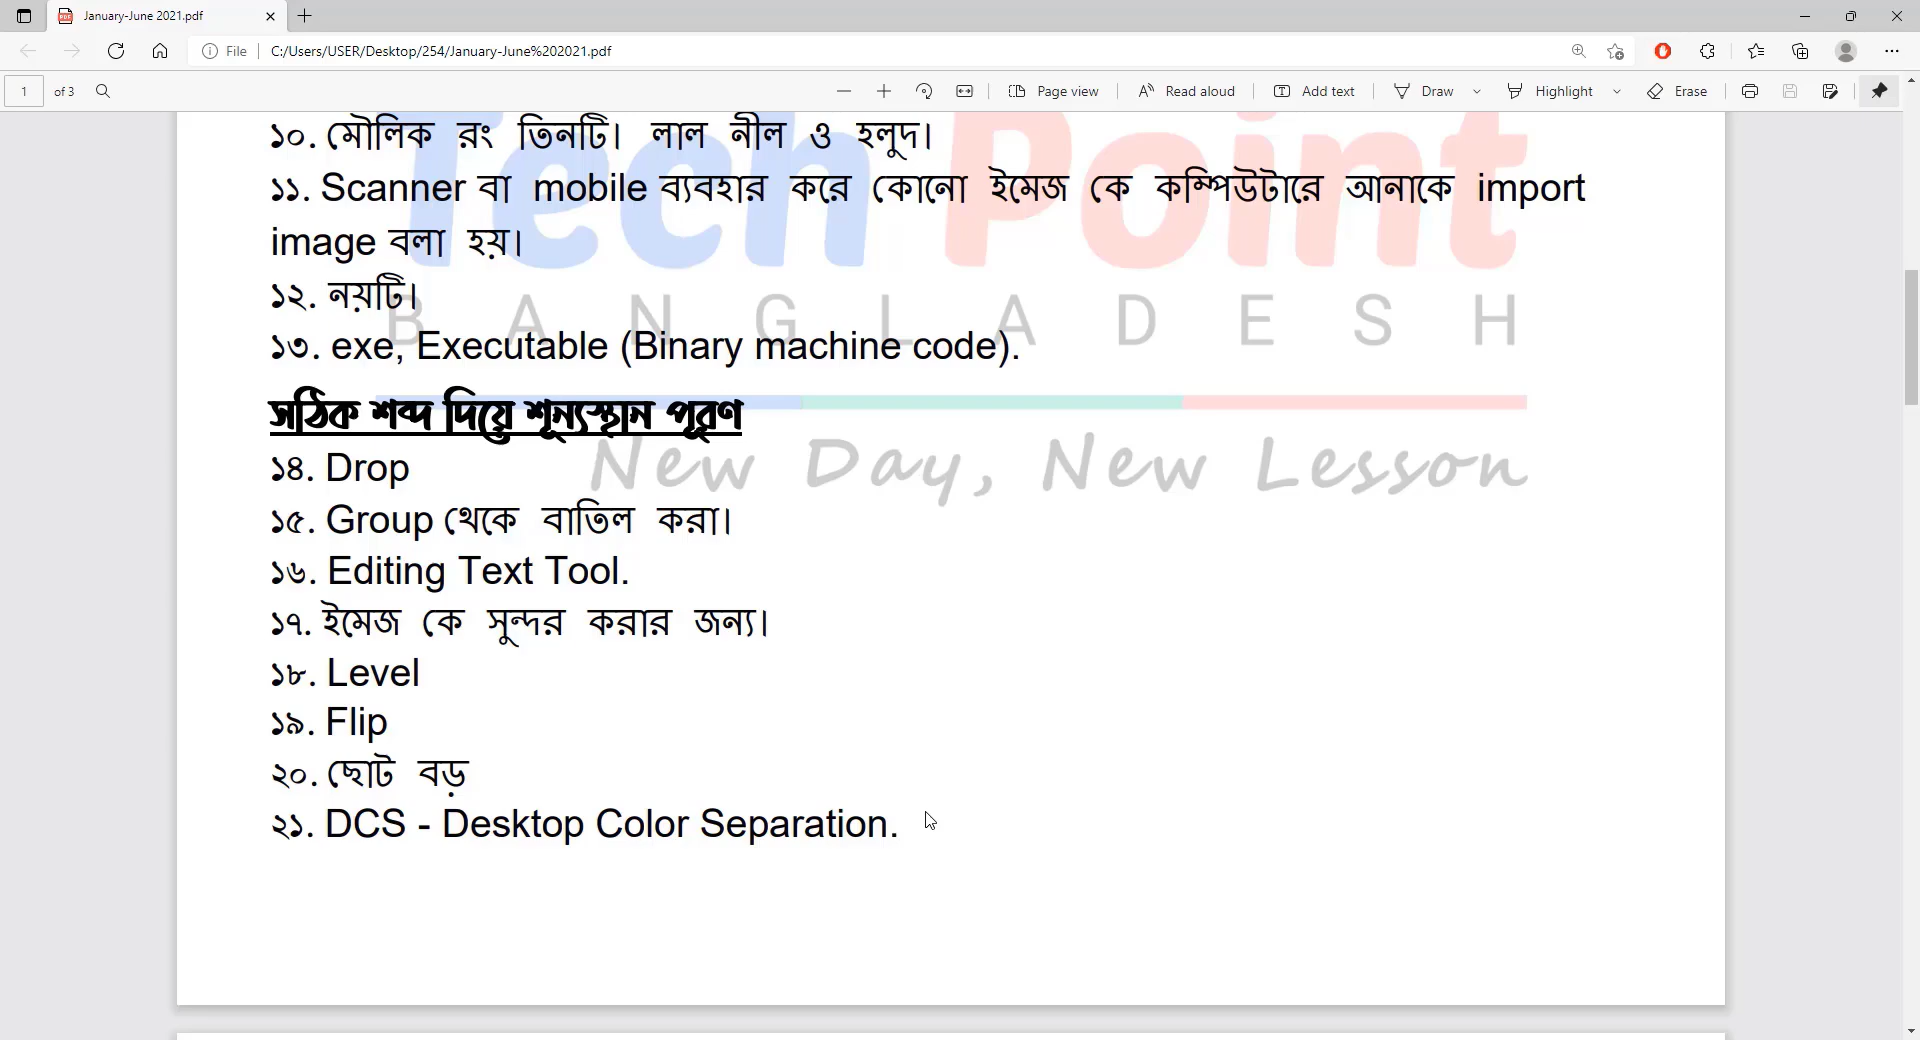 January-June 2021.pdf
File C:/Users/USER/Desktop/254/January-June%202021.pdf
1 of 3 Page view Read aloud Add text Draw Highlight Erase
Tech Point
১০. মৌলিক রং তিনটি। লাল নীল ও হলুদ।
১১. Scanner বা mobile ব্যবহার করে কোনো ইমেজ কে কম্পিউটারে আনাকে import
image বলা হয়।
১২. নয়টি।
BANGLADESH
১৩. exe, Executable (Binary machine code).
সঠিক শব্দ দিয়ে শূন্যস্থান পূরণ
১৪. Drop
New Day, New Lesson
১৫. Group থেকে বাতিল করা।
১৬. Editing Text Tool.
১৭. ইমেজ কে সুন্দর করার জন্য।
১৮. Level
১৯. Flip
২০. ছোট বড়
২১. DCS - Desktop Color Separation.